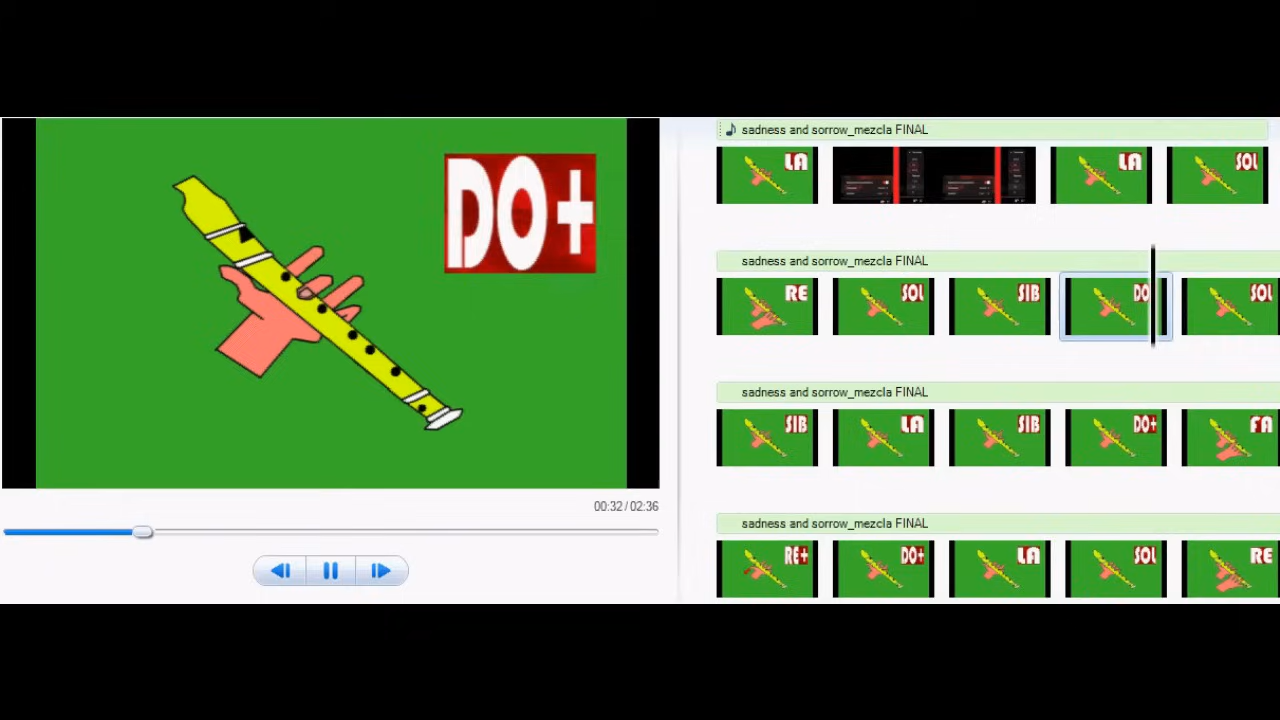 DO+
00:32/02:36
sadness and sorrow_mezcla FINAL
LA LA SOL
sadness and sorrow_mezcla FINAL
RE SOL SIB DO SOL
sadness and sorrow_mezcla FINAL
SIB LA SIB DO+ FA
sadness and sorrow_mezcla FINAL
RE+ DO+ LA SOL RE